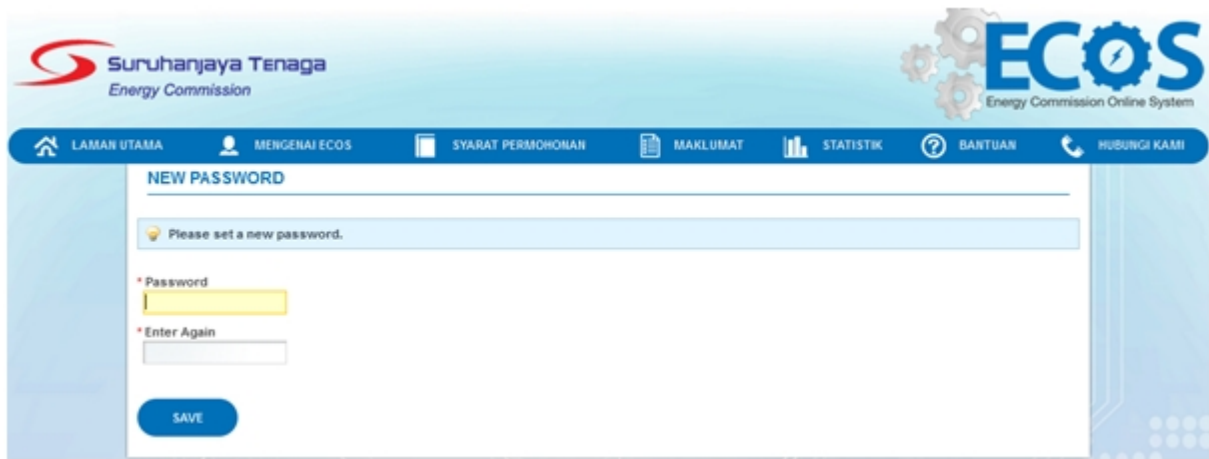 Suruhanjaya Tenaga
Energy Commission
ECOS
Energy Commission Online System
LAMAN UTAMA MENGENAI ECOS SYARAT PERMOHONAN MAKLUMAT STATISTIK BANTUAN HUBUNGI KAMI
NEW PASSWORD
Please set a new password.
* Password
* Enter Again
SAVE